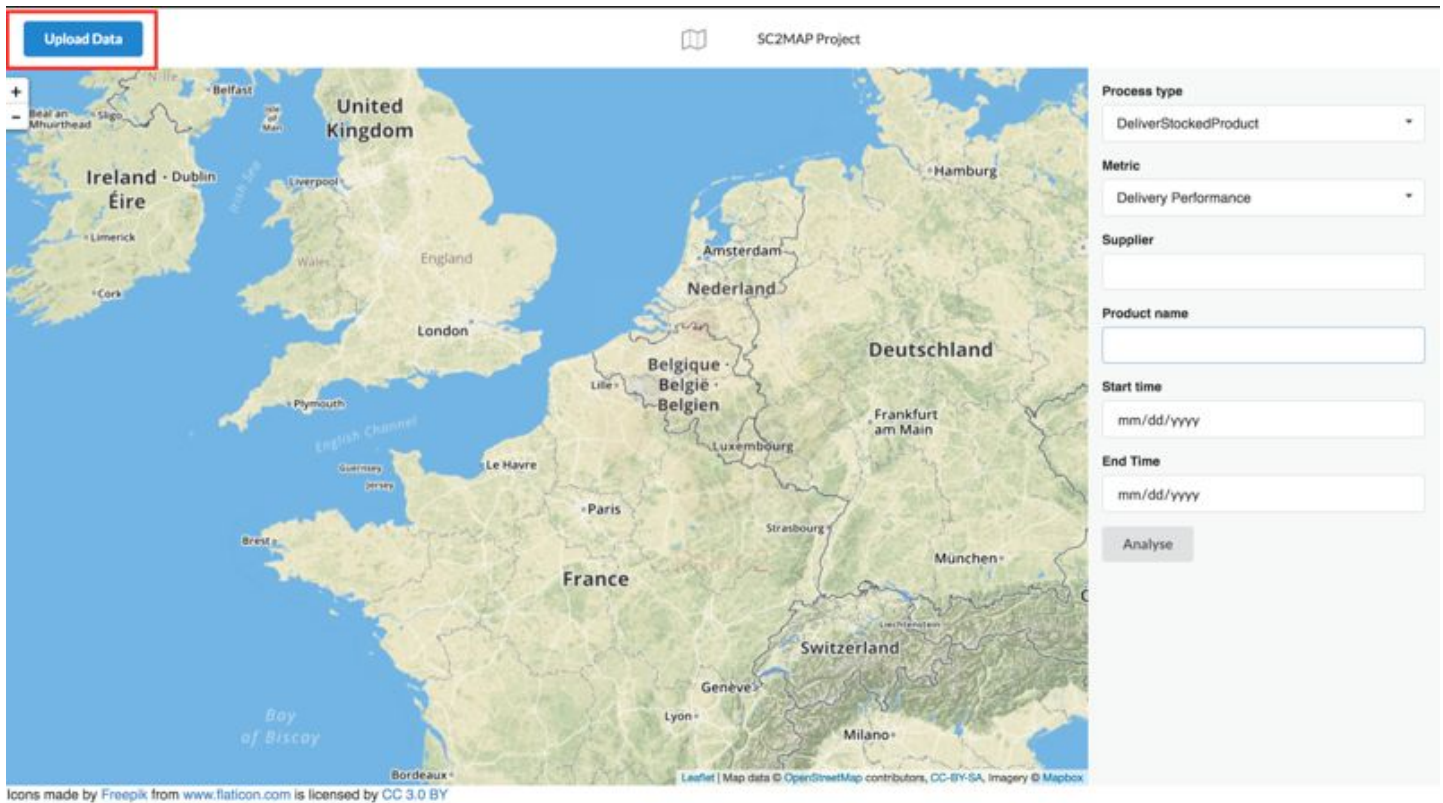 Upload Data
SC2MAP Project
+
−
Belfast
Isle of Man
Beal an Mhuirthead
Sligo
United
Kingdom
Ireland
Éire
Dublin
Irish Sea
Liverpool
Limerick
Cork
Wales
England
London
Plymouth
English Channel
Guernsey
Jersey
Hamburg
Amsterdam
Nederland
Belgique ·
België ·
Belgien
Lille
Deutschland
Frankfurt
am Main
Luxembourg
Le Havre
Paris
Strasbourg
Brest
München
France
Liechtenstein
Switzerland
Genève
Lyon
Milano
Bay
of Biscay
Bordeaux
Leaflet | Map data © OpenStreetMap contributors, CC-BY-SA, Imagery © Mapbox
Process type
DeliverStockedProduct
Metric
Delivery Performance
Supplier
Product name
Start time
mm/dd/yyyy
End Time
mm/dd/yyyy
Analyse
Icons made by Freepik from www.flaticon.com is licensed by CC 3.0 BY